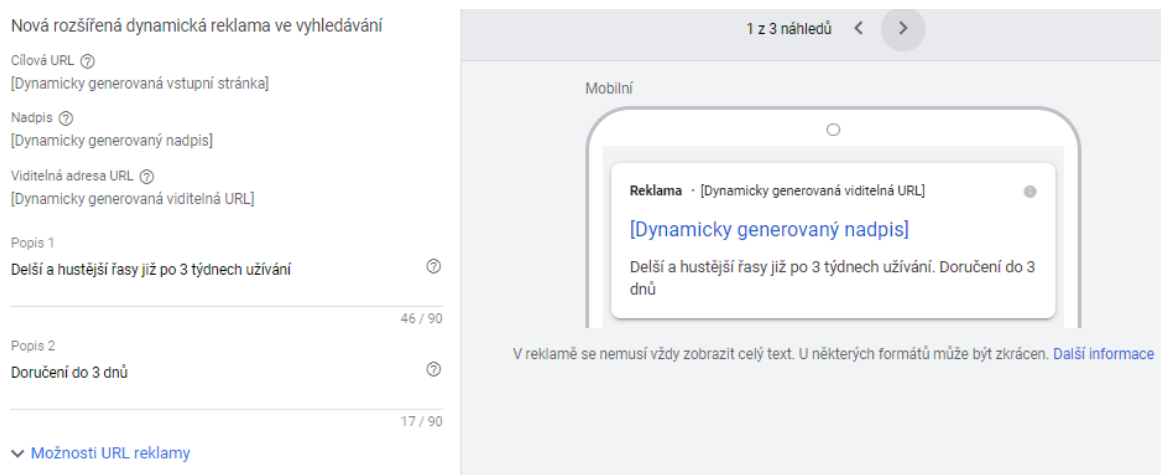 Nová rozšířená dynamická reklama ve vyhledávání
Cílová URL
[Dynamicky generovaná vstupní stránka]
Nadpis
[Dynamicky generovaný nadpis]
Viditelná adresa URL
[Dynamicky generovaná viditelná URL]
Popis 1
Delší a hustější řasy již po 3 týdnech užívání
46 / 90
Popis 2
Doručení do 3 dnů
17 / 90
Možnosti URL reklamy
1 z 3 náhledů
Mobilní
Reklama · [Dynamicky generovaná viditelná URL]
[Dynamicky generovaný nadpis]
Delší a hustější řasy již po 3 týdnech užívání. Doručení do 3
dnů
V reklamě se nemusí vždy zobrazit celý text. U některých formátů může být zkrácen. Další informace